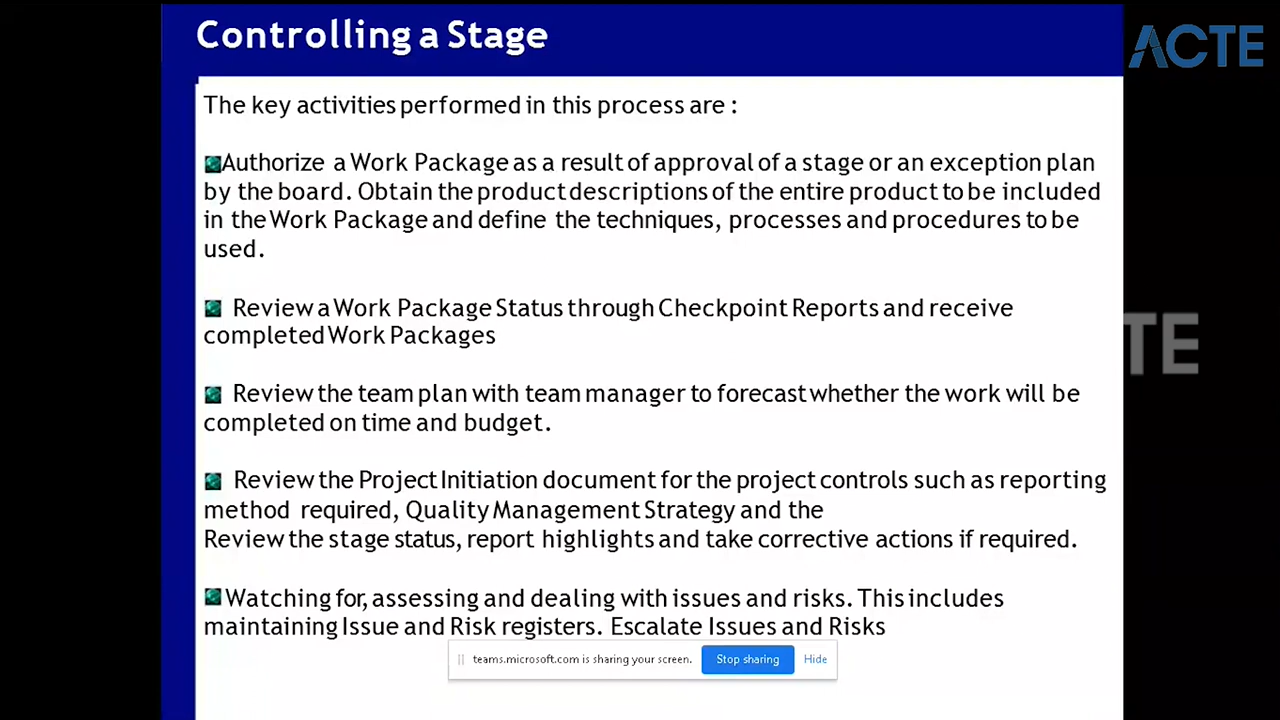 Controlling a Stage
ACTE
The key activities performed in this process are :
Authorize a Work Package as a result of approval of a stage or an exception plan
by the board. Obtain the product descriptions of the entire product to be included
in the Work Package and define the techniques, processes and procedures to be
used.
Review a Work Package Status through Checkpoint Reports and receive
completed Work Packages
TE
Review the team plan with team manager to forecast whether the work will be
completed on time and budget.
Review the Project Initiation document for the project controls such as reporting
method required, Quality Management Strategy and the
Review the stage status, report highlights and take corrective actions if required.
Watching for, assessing and dealing with issues and risks. This includes
maintaining Issue and Risk registers. Escalate Issues and Risks
teams.microsoft.com is sharing your screen. Stop sharing Hide